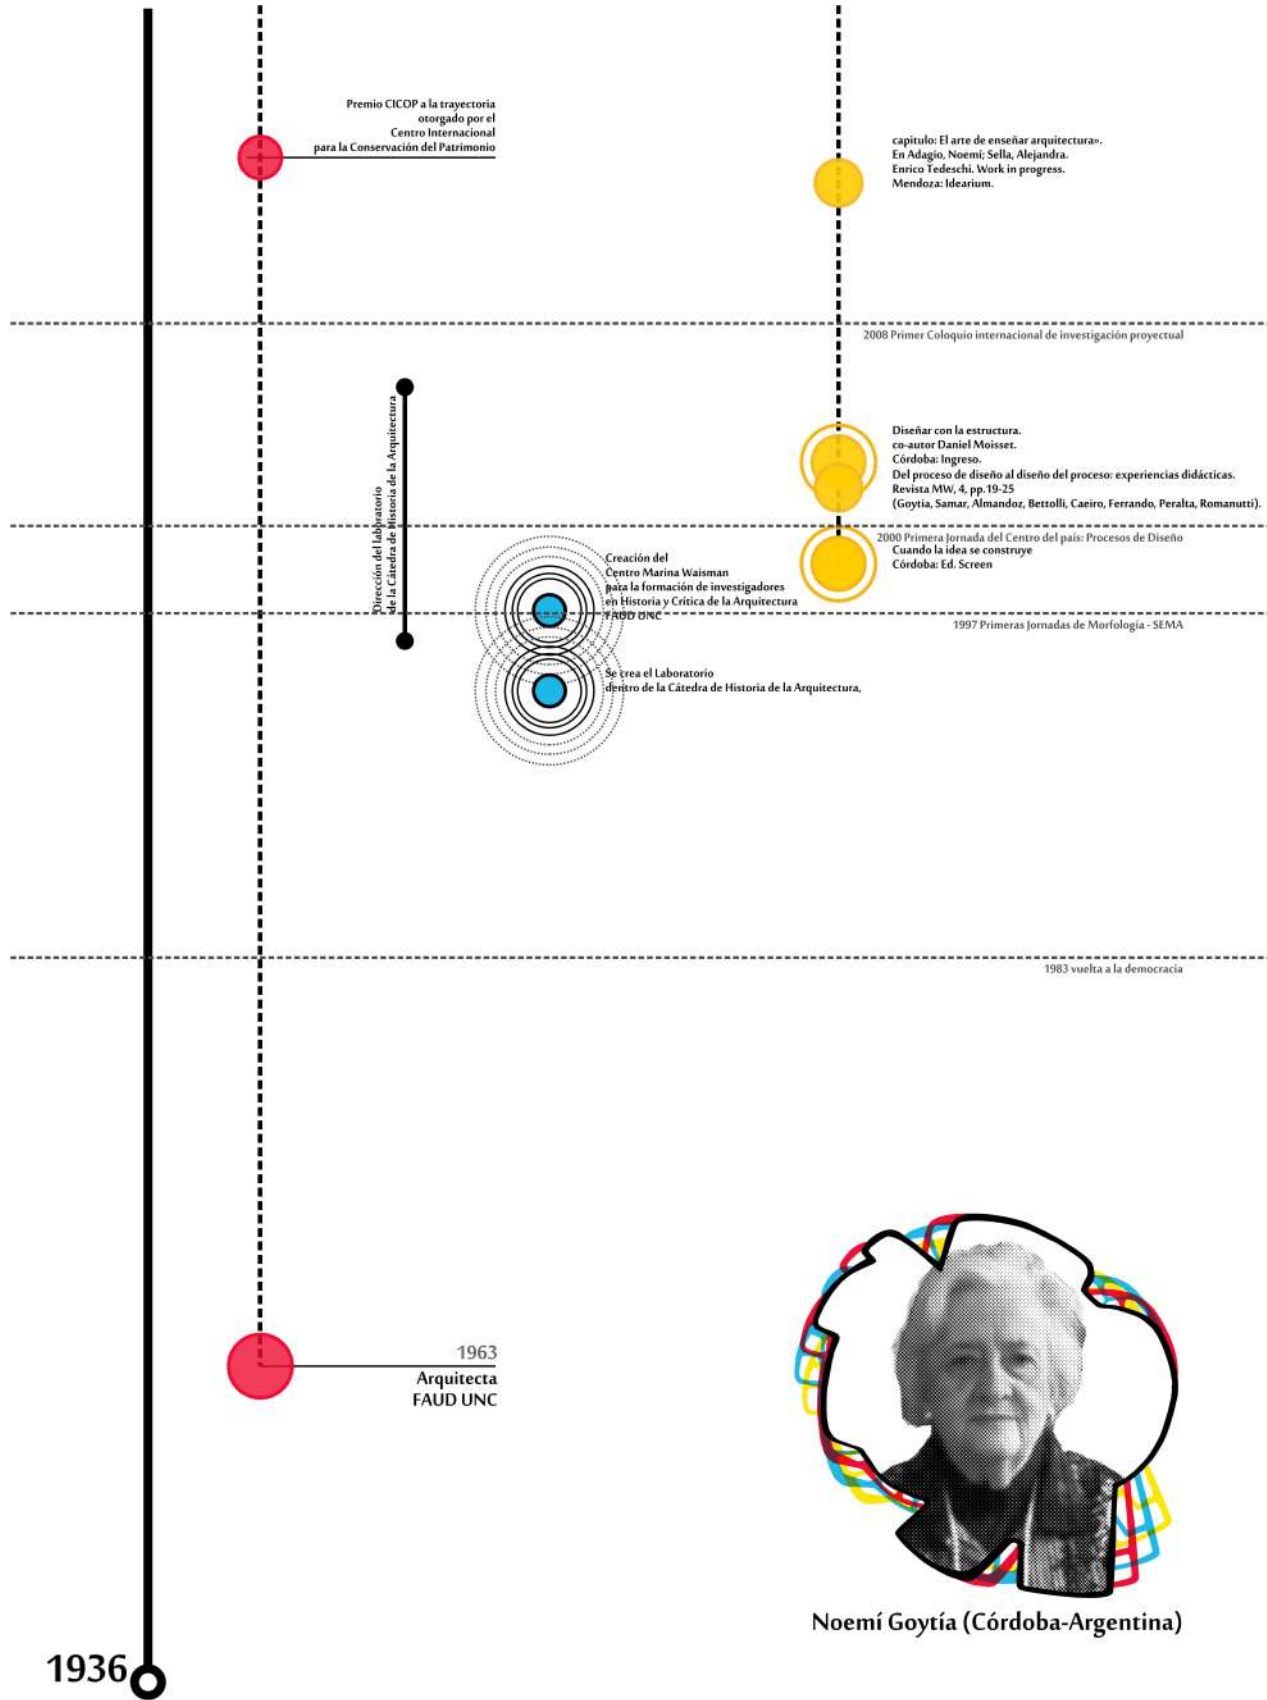 Premio CICOP a la trayectoria
otorgado por el
Centro Internacional
para la Conservación del Patrimonio
capitulo: El arte de enseñar arquitectura».
En Adagio, Noemí; Sella, Alejandra.
Enrico Tedeschi. Work in progress.
Mendoza: Idearium.
2008 Primer Coloquio internacional de investigación proyectual
Dirección del laboratorio
de la Cátedra de Historia de la Arquitectura
Diseñar con la estructura.
co-autor Daniel Moisset.
Córdoba: Ingreso.
Del proceso de diseño al diseño del proceso: experiencias didácticas.
Revista MW, 4, pp.19-25
(Goytia, Samar, Almandoz, Bettolli, Caeiro, Ferrando, Peralta, Romanutti).
2000 Primera Jornada del Centro del país: Procesos de Diseño
Cuando la idea se construye
Córdoba: Ed. Screen
Creación del
Centro Marina Waisman
para la formación de investigadores
en Historia y Crítica de la Arquitectura
FAUD UNC
1997 Primeras Jornadas de Morfología - SEMA
Se crea el Laboratorio
dentro de la Cátedra de Historia de la Arquitectura,
1983 vuelta a la democracia
1963
Arquitecta
FAUD UNC
Noemí Goytía (Córdoba-Argentina)
1936